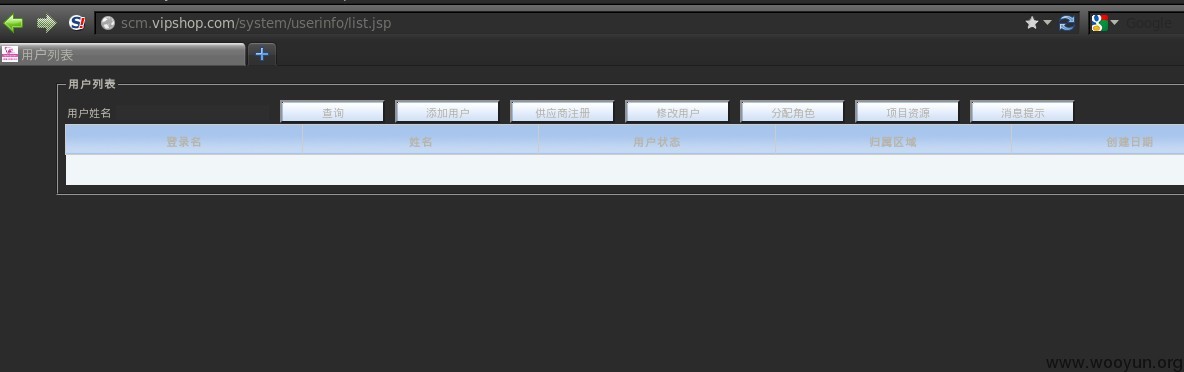 scm.vipshop.com/system/userinfo/list.jsp
Google
用户列表
用户列表
用户姓名 查询 添加用户 供应商注册 修改用户 分配角色 项目资源 消息提示
登录名 姓名 用户状态 归属区域 创建日期
www.wooyun.org